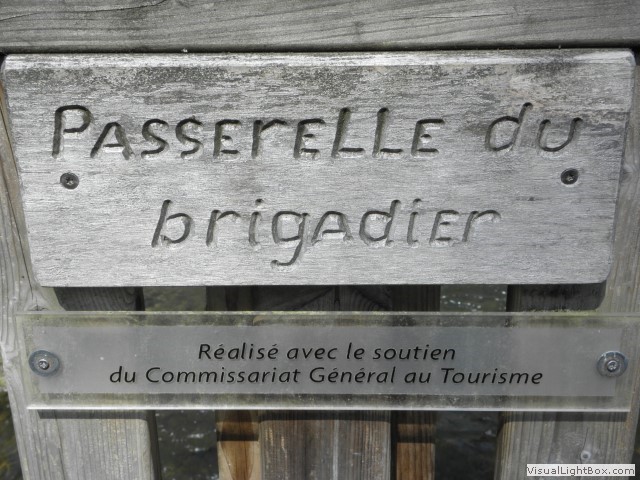 Passerelle du
brigadier
Réalisé avec le soutien
du Commissariat Général au Tourisme
VisualLightBox.com